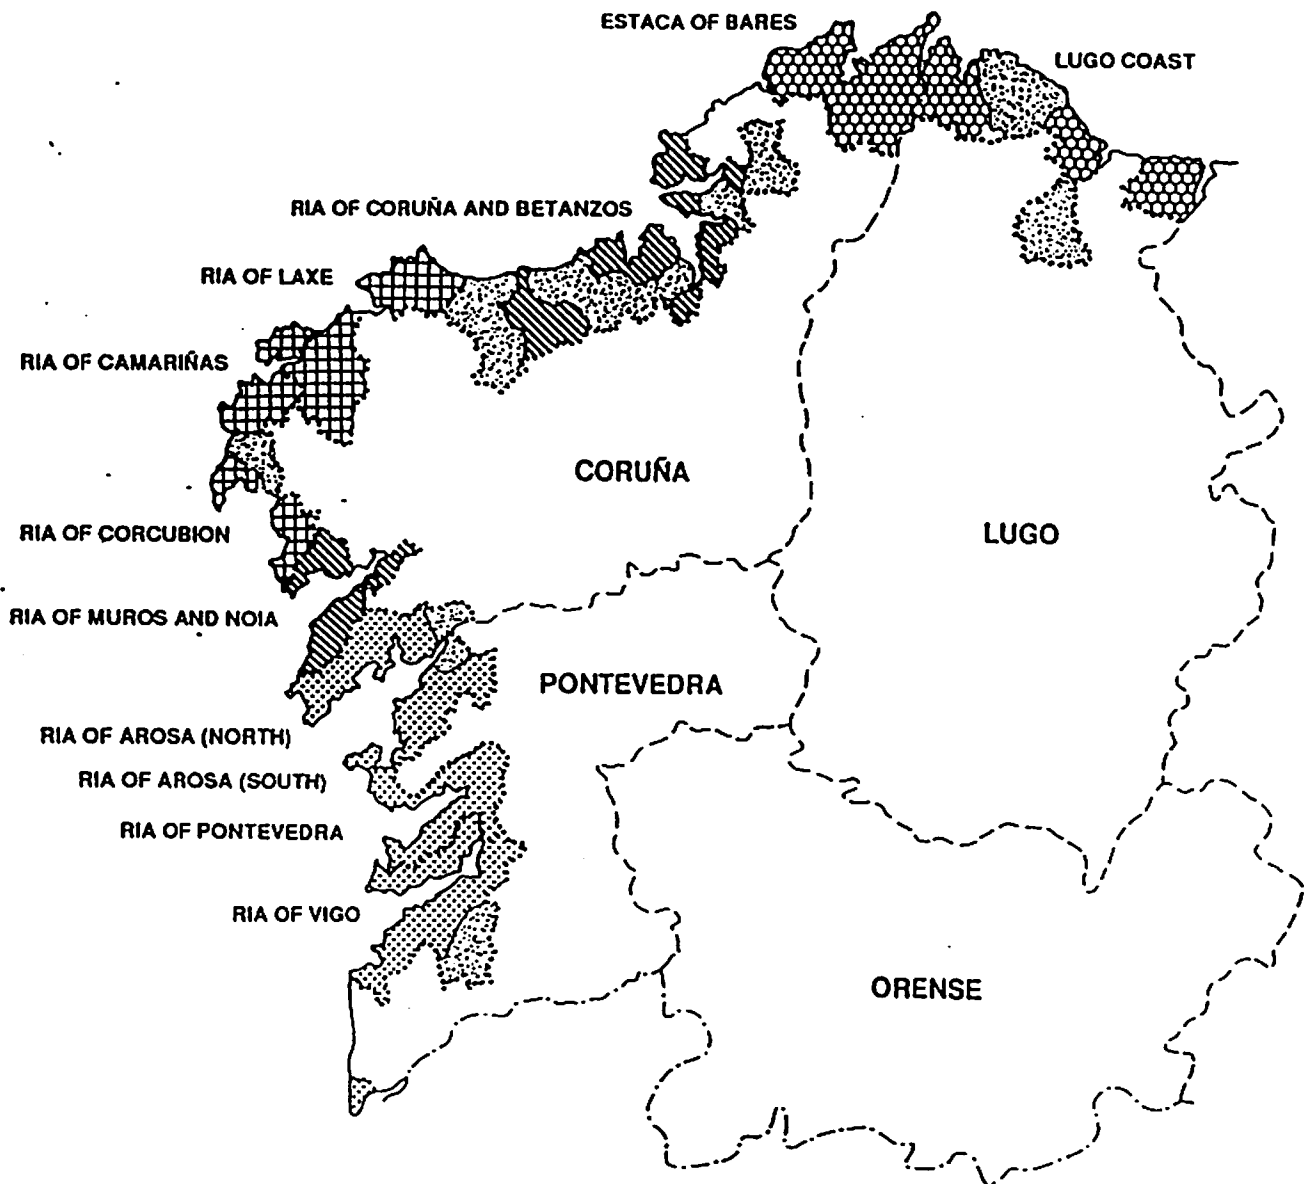 ESTACA OF BARES
LUGO COAST
RIA OF CORUÑA AND BETANZOS
RIA OF LAXE
RIA OF CAMARIÑAS
CORUÑA
RIA OF CORCUBION
LUGO
RIA OF MUROS AND NOIA
PONTEVEDRA
RIA OF AROSA (NORTH)
RIA OF AROSA (SOUTH)
RIA OF PONTEVEDRA
RIA OF VIGO
ORENSE